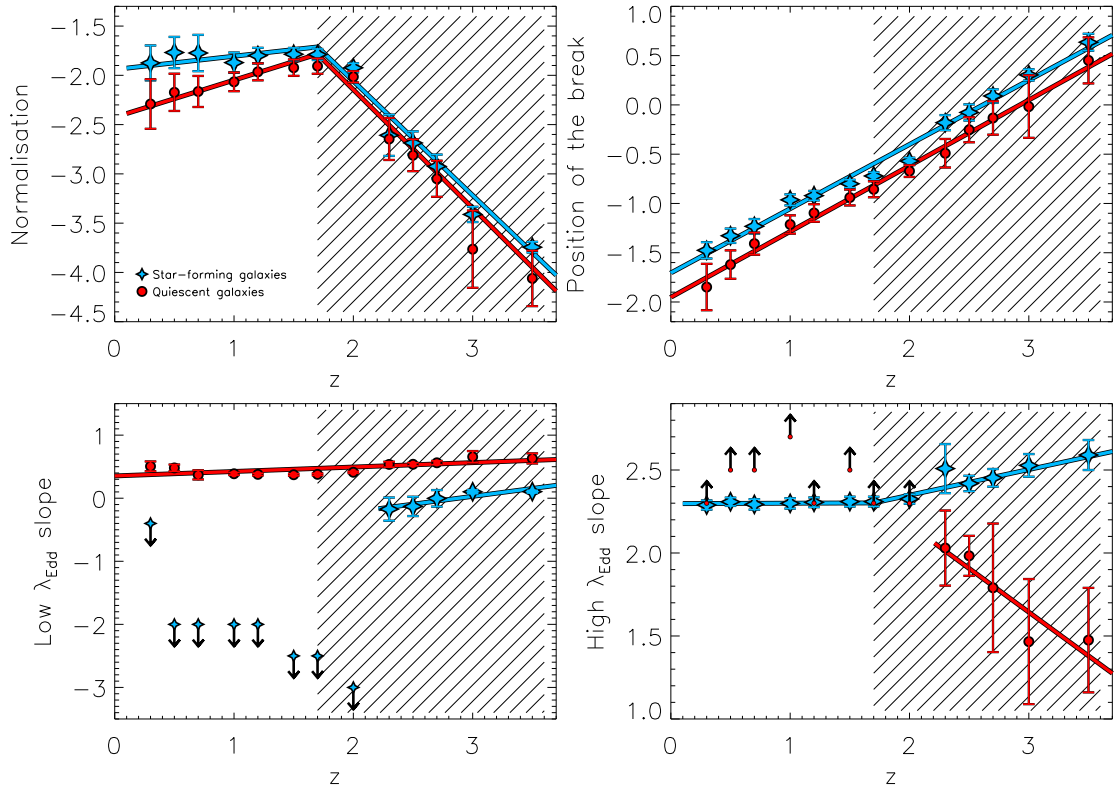 Normalisation
−1.5
−2.0
−2.5
−3.0
−3.5
−4.0
−4.5
Star-forming galaxies
Quiescent galaxies
0 1 2 3
z
Position of the break
1.0
0.5
0.0
−0.5
−1.0
−1.5
−2.0
0 1 2 3
z
Low λEdd slope
1
0
−1
−2
−3
0 1 2 3
z
High λEdd slope
2.5
2.0
1.5
1.0
0 1 2 3
z